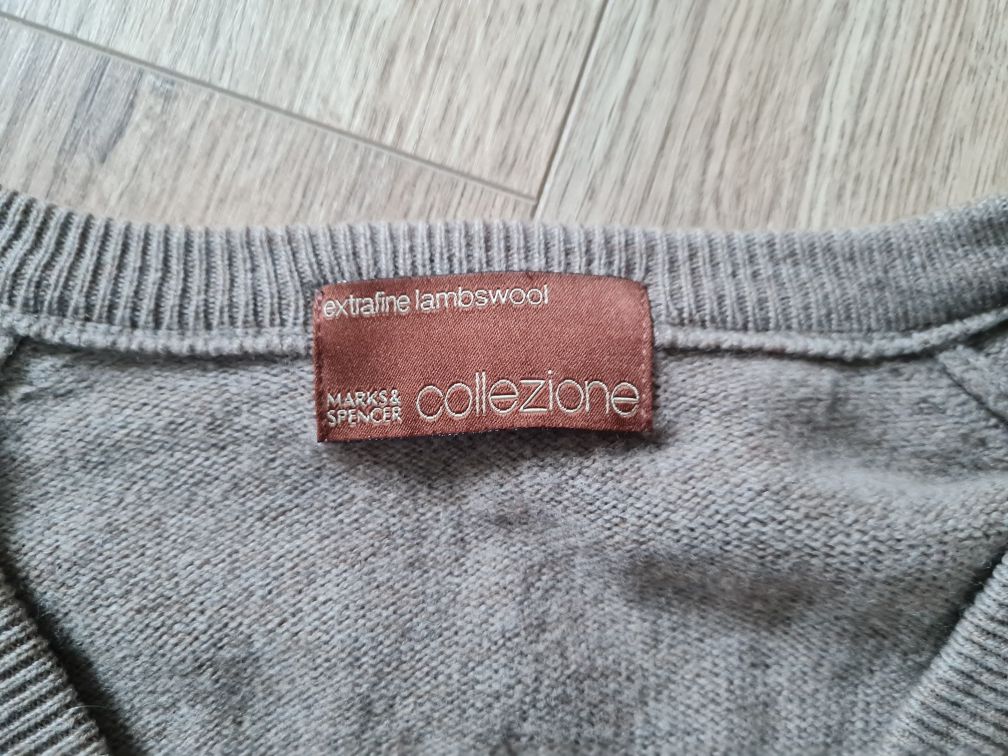 extrafine lambswool
MARKS&
SPENCER
collezione